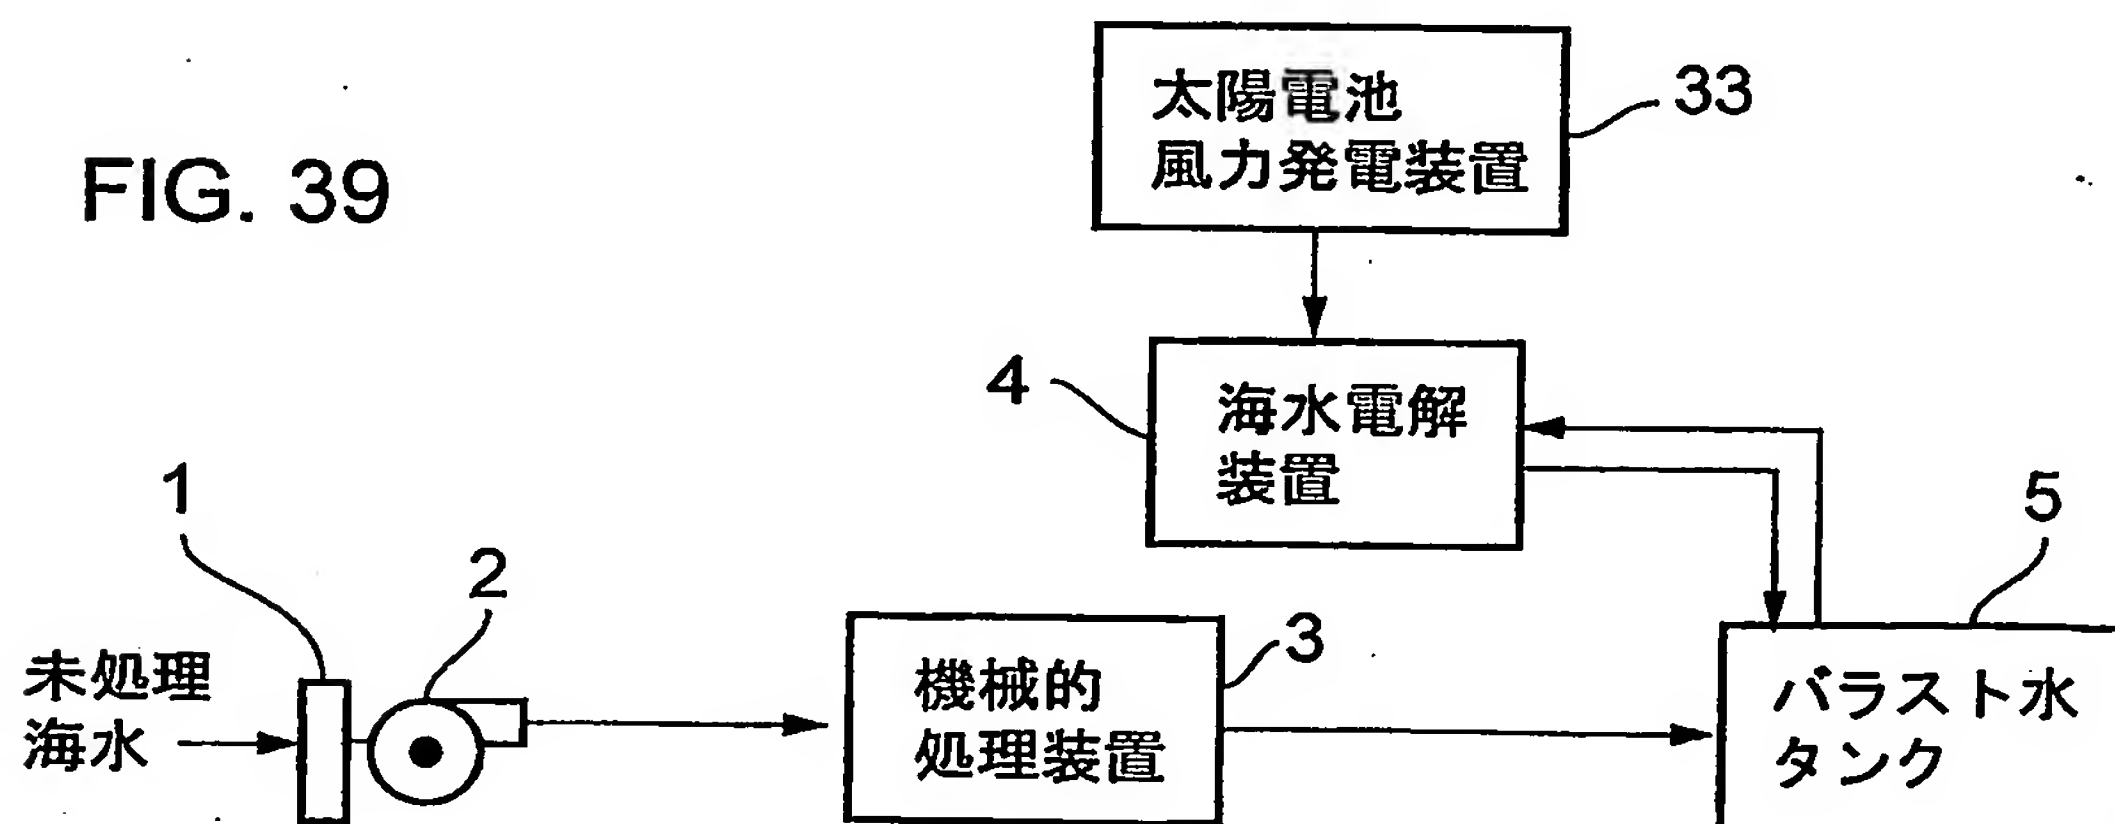 FIG. 39
太陽電池
風力発電装置
33
4
海水電解
装置
1
2
3
5
未処理
海水
機械的
処理装置
バラスト水
タンク